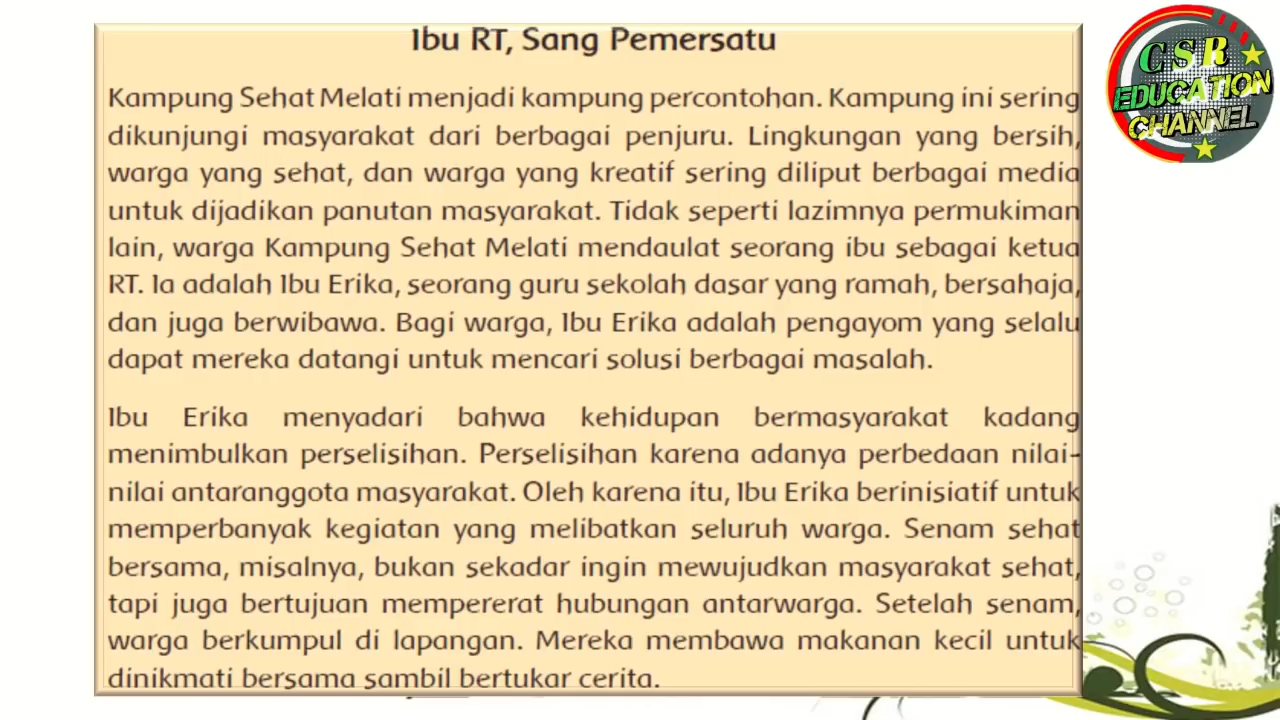 Ibu RT, Sang Pemersatu
Kampung Sehat Melati menjadi kampung percontohan. Kampung ini sering
dikunjungi masyarakat dari berbagai penjuru. Lingkungan yang bersih,
warga yang sehat, dan warga yang kreatif sering diliput berbagai media
untuk dijadikan panutan masyarakat. Tidak seperti lazimnya permukiman
lain, warga Kampung Sehat Melati mendaulat seorang ibu sebagai ketua
RT. Ia adalah Ibu Erika, seorang guru sekolah dasar yang ramah, bersahaja,
dan juga berwibawa. Bagi warga, Ibu Erika adalah pengayom yang selalu
dapat mereka datangi untuk mencari solusi berbagai masalah.
Ibu Erika menyadari bahwa kehidupan bermasyarakat kadang
menimbulkan perselisihan. Perselisihan karena adanya perbedaan nilai-
nilai antaranggota masyarakat. Oleh karena itu, Ibu Erika berinisiatif untuk
memperbanyak kegiatan yang melibatkan seluruh warga. Senam sehat
bersama, misalnya, bukan sekadar ingin mewujudkan masyarakat sehat,
tapi juga bertujuan mempererat hubungan antarwarga. Setelah senam,
warga berkumpul di lapangan. Mereka membawa makanan kecil untuk
dinikmati bersama sambil bertukar cerita.
CSR
EDUCATION
CHANNEL